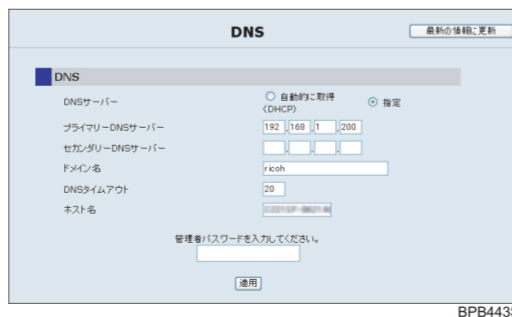 DNS
最新の情報に更新
DNS
DNSサーバー
自動的に取得 指定
(DHCP)
プライマリーDNSサーバー 192 .168 .1 .200
セカンダリーDNSサーバー . . .
ドメイン名 ricoh
DNSタイムアウト 20
ホスト名
管理者パスワードを入力してください。
適用